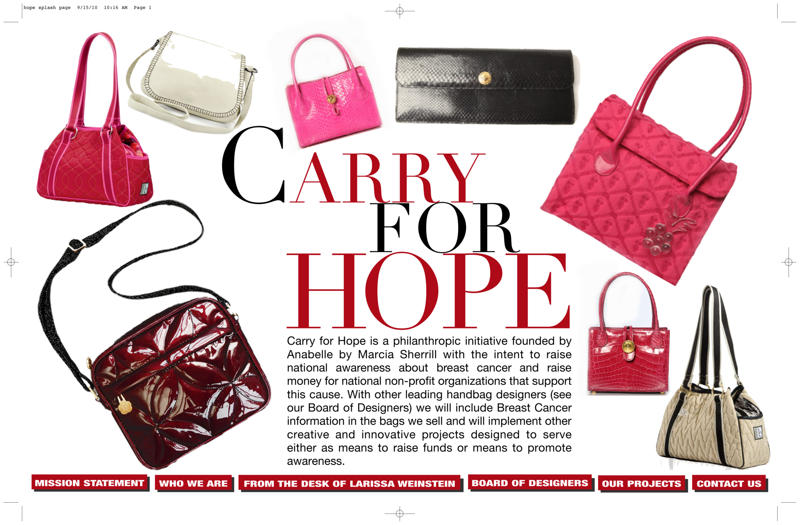 hope splash page 9/15/10 10:16 AM Page 1
CARRY
FOR
HOPE
Carry for Hope is a philanthropic initiative founded by
Anabelle by Marcia Sherrill with the intent to raise
national awareness about breast cancer and raise
money for national non-profit organizations that support
this cause. With other leading handbag designers (see
our Board of Designers) we will include Breast Cancer
information in the bags we sell and will implement other
creative and innovative projects designed to serve
either as means to raise funds or means to promote
awareness.
MISSION STATEMENT WHO WE ARE FROM THE DESK OF LARISSA WEINSTEIN BOARD OF DESIGNERS OUR PROJECTS CONTACT US